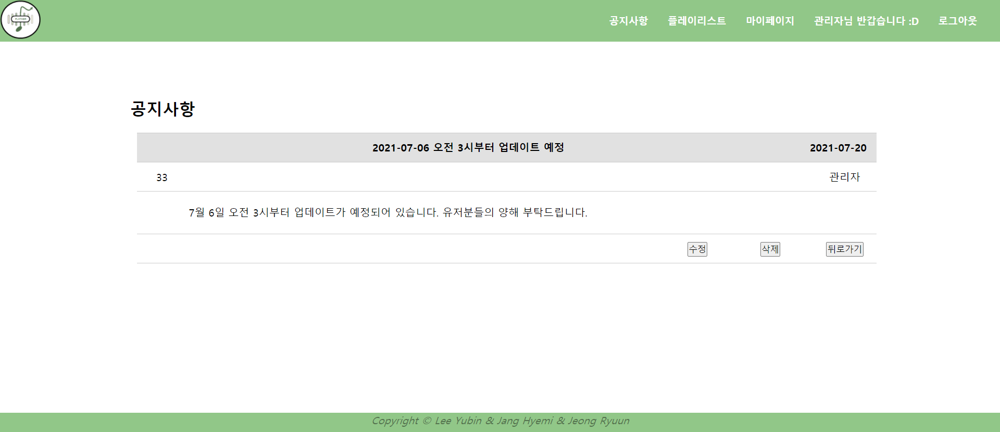 PLATHER
공지사항 플레이리스트 마이페이지 관리자님 반갑습니다 :D 로그아웃
공지사항
2021-07-06 오전 3시부터 업데이트 예정 2021-07-20
33 관리자
7월 6일 오전 3시부터 업데이트가 예정되어 있습니다. 유저분들의 양해 부탁드립니다.
수정 삭제 뒤로가기
Copyright © Lee Yubin & Jang Hyemi & Jeong Ryuun